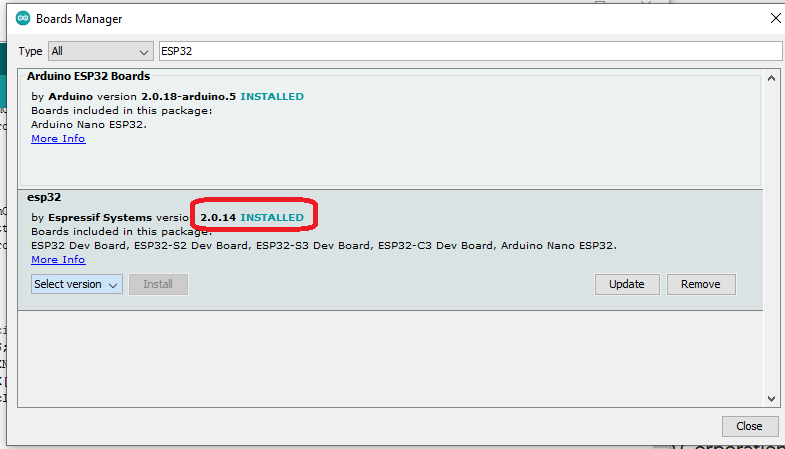 Boards Manager
Type All ESP32
Arduino ESP32 Boards
by Arduino version 2.0.18-arduino.5 INSTALLED
Boards included in this package:
Arduino Nano ESP32.
More Info
esp32
by Espressif Systems version 2.0.14 INSTALLED
Boards included in this package:
ESP32 Dev Board, ESP32-S2 Dev Board, ESP32-S3 Dev Board, ESP32-C3 Dev Board, Arduino Nano ESP32.
More Info
Select version Install Update Remove
Close